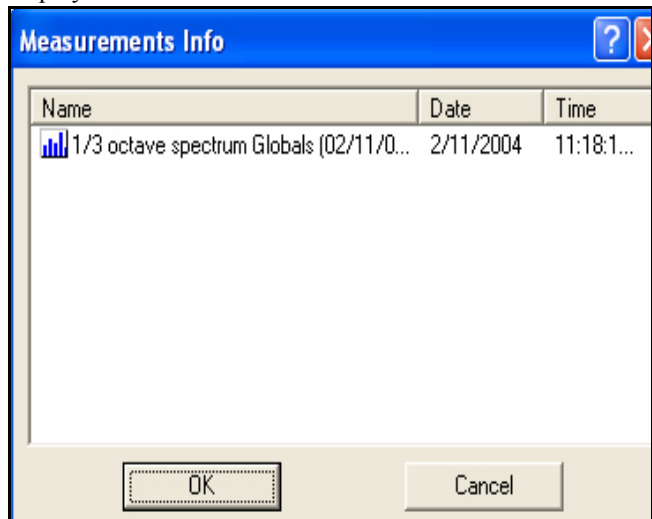 Measurements Info
Name Date Time
1/3 octave spectrum Globals (02/11/0... 2/11/2004 11:18:1...
OK Cancel